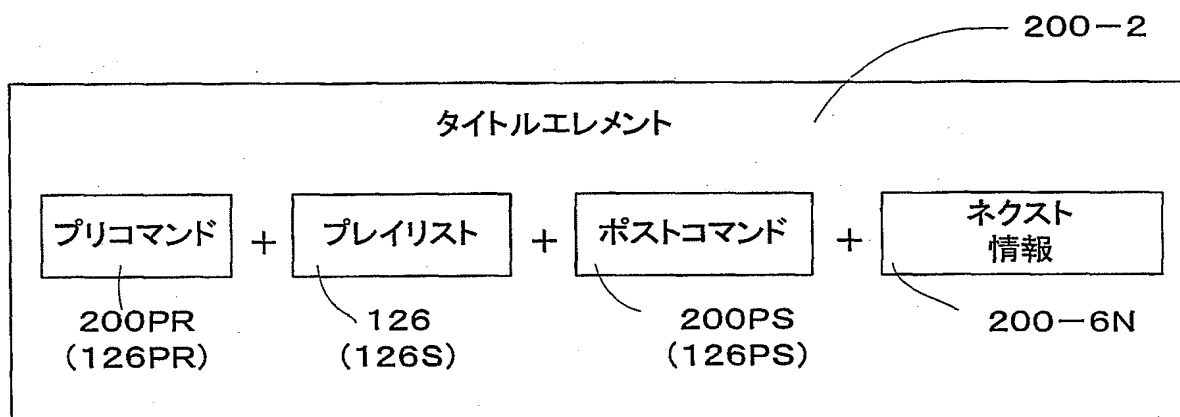 200−2
タイトルエレメント
プリコマンド + プレイリスト + ポストコマンド + ネクスト
情報
200PR 126 200PS 200−6N
(126PR) (126S) (126PS)